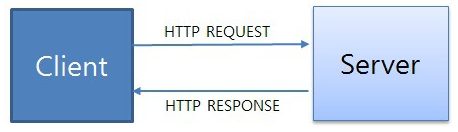 HTTP REQUEST
Client
Server
HTTP RESPONSE